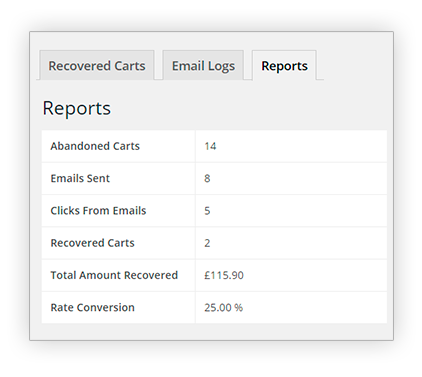 Recovered Carts Email Logs Reports
Reports
Abandoned Carts 14
Emails Sent 8
Clicks From Emails 5
Recovered Carts 2
Total Amount Recovered £115.90
Rate Conversion 25.00 %